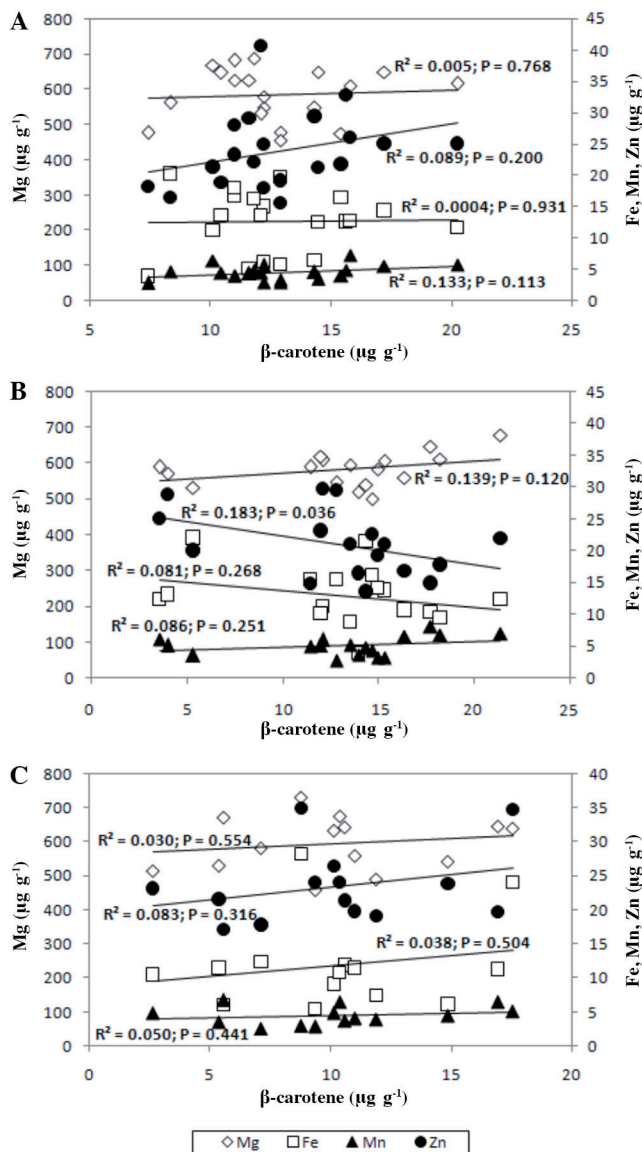 A
Mg (µg g-1)
800
700
600
500
400
300
200
100
0
45
40
35
30
25
20
15
10
5
0
Fe, Mn, Zn (µg g-1)
R² = 0.005; P = 0.768
R² = 0.089; P = 0.200
R² = 0.0004; P = 0.931
R² = 0.133; P = 0.113
5 10 15 20 25
β-carotene (µg g-1)
B
Mg (µg g-1)
800
700
600
500
400
300
200
100
0
45
40
35
30
25
20
15
10
5
0
Fe, Mn, Zn (µg g-1)
R² = 0.139; P = 0.120
R² = 0.183; P = 0.036
R² = 0.081; P = 0.268
R² = 0.086; P = 0.251
0 5 10 15 20 25
β-carotene (µg g-1)
C
Mg (µg g-1)
800
700
600
500
400
300
200
100
0
40
35
30
25
20
15
10
5
0
Fe, Mn, Zn (µg g-1)
R² = 0.030; P = 0.554
R² = 0.083; P = 0.316
R² = 0.038; P = 0.504
R² = 0.050; P = 0.441
0 5 10 15 20
β-carotene (µg g-1)
Mg Fe Mn Zn